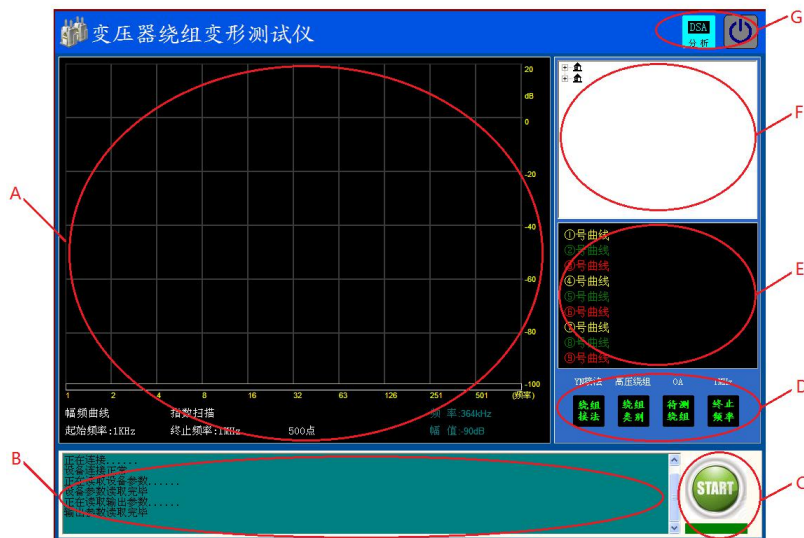 G
DSA
分析
变压器绕组变形测试仪
20
dB
0
-20
-40
-60
-80
-100
F
A
①号曲线
②号曲线
③号曲线
④号曲线
⑤号曲线
⑥号曲线
⑦号曲线
⑧号曲线
⑨号曲线
E
1 2 4 8 16 32 63 126 251 501 (频率)
幅频曲线 指数扫描 频 率:364kHz
起始频率:1KHz 终止频率:1MHz 500点 幅 值:-90dB
YN接法 高压绕组 OA 1MHz
D
绕组接法 绕组类别 待测绕组 终止频率
B
正在连接......
设备连接正常
正在读取设备参数......
设备参数读取完毕
正在读取输出参数......
输出参数读取完毕
START
C